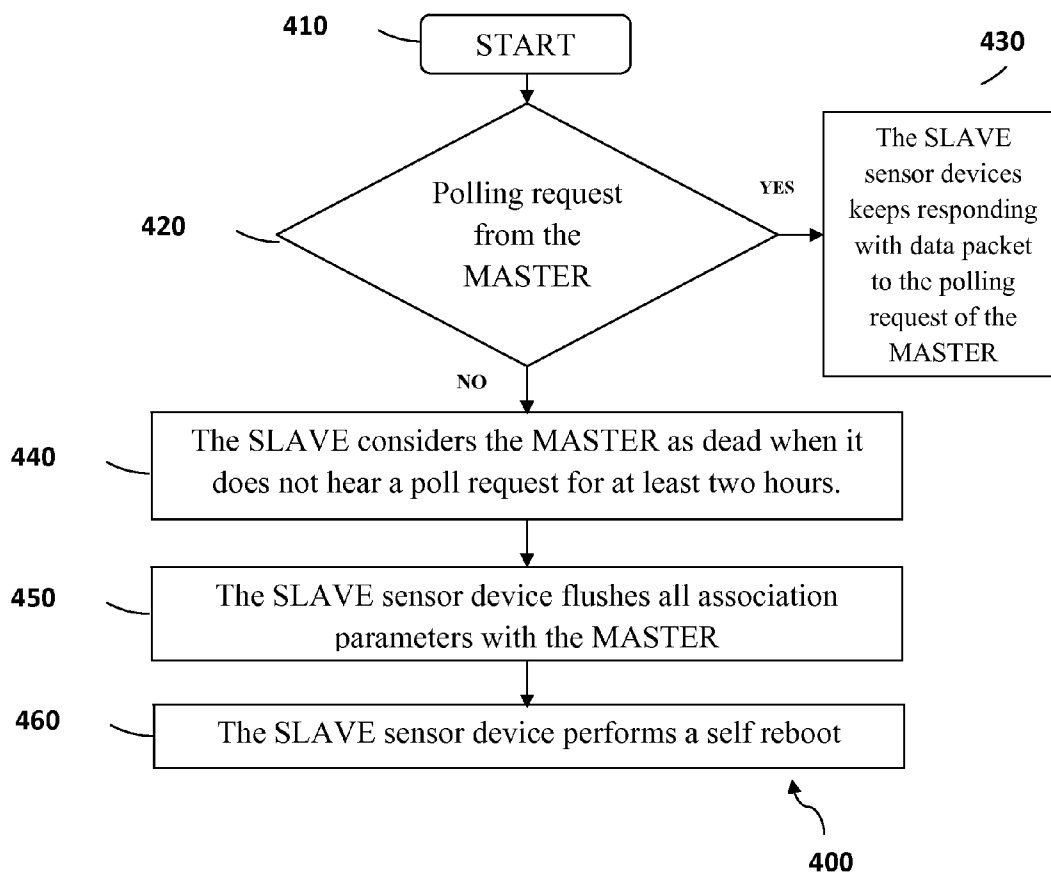 410
START
430
420
Polling request
from the
MASTER
YES
The SLAVE
sensor devices
keeps responding
with data packet
to the polling
request of the
MASTER
NO
440
The SLAVE considers the MASTER as dead when it
does not hear a poll request for at least two hours.
450
The SLAVE sensor device flushes all association
parameters with the MASTER
460
The SLAVE sensor device performs a self reboot
400